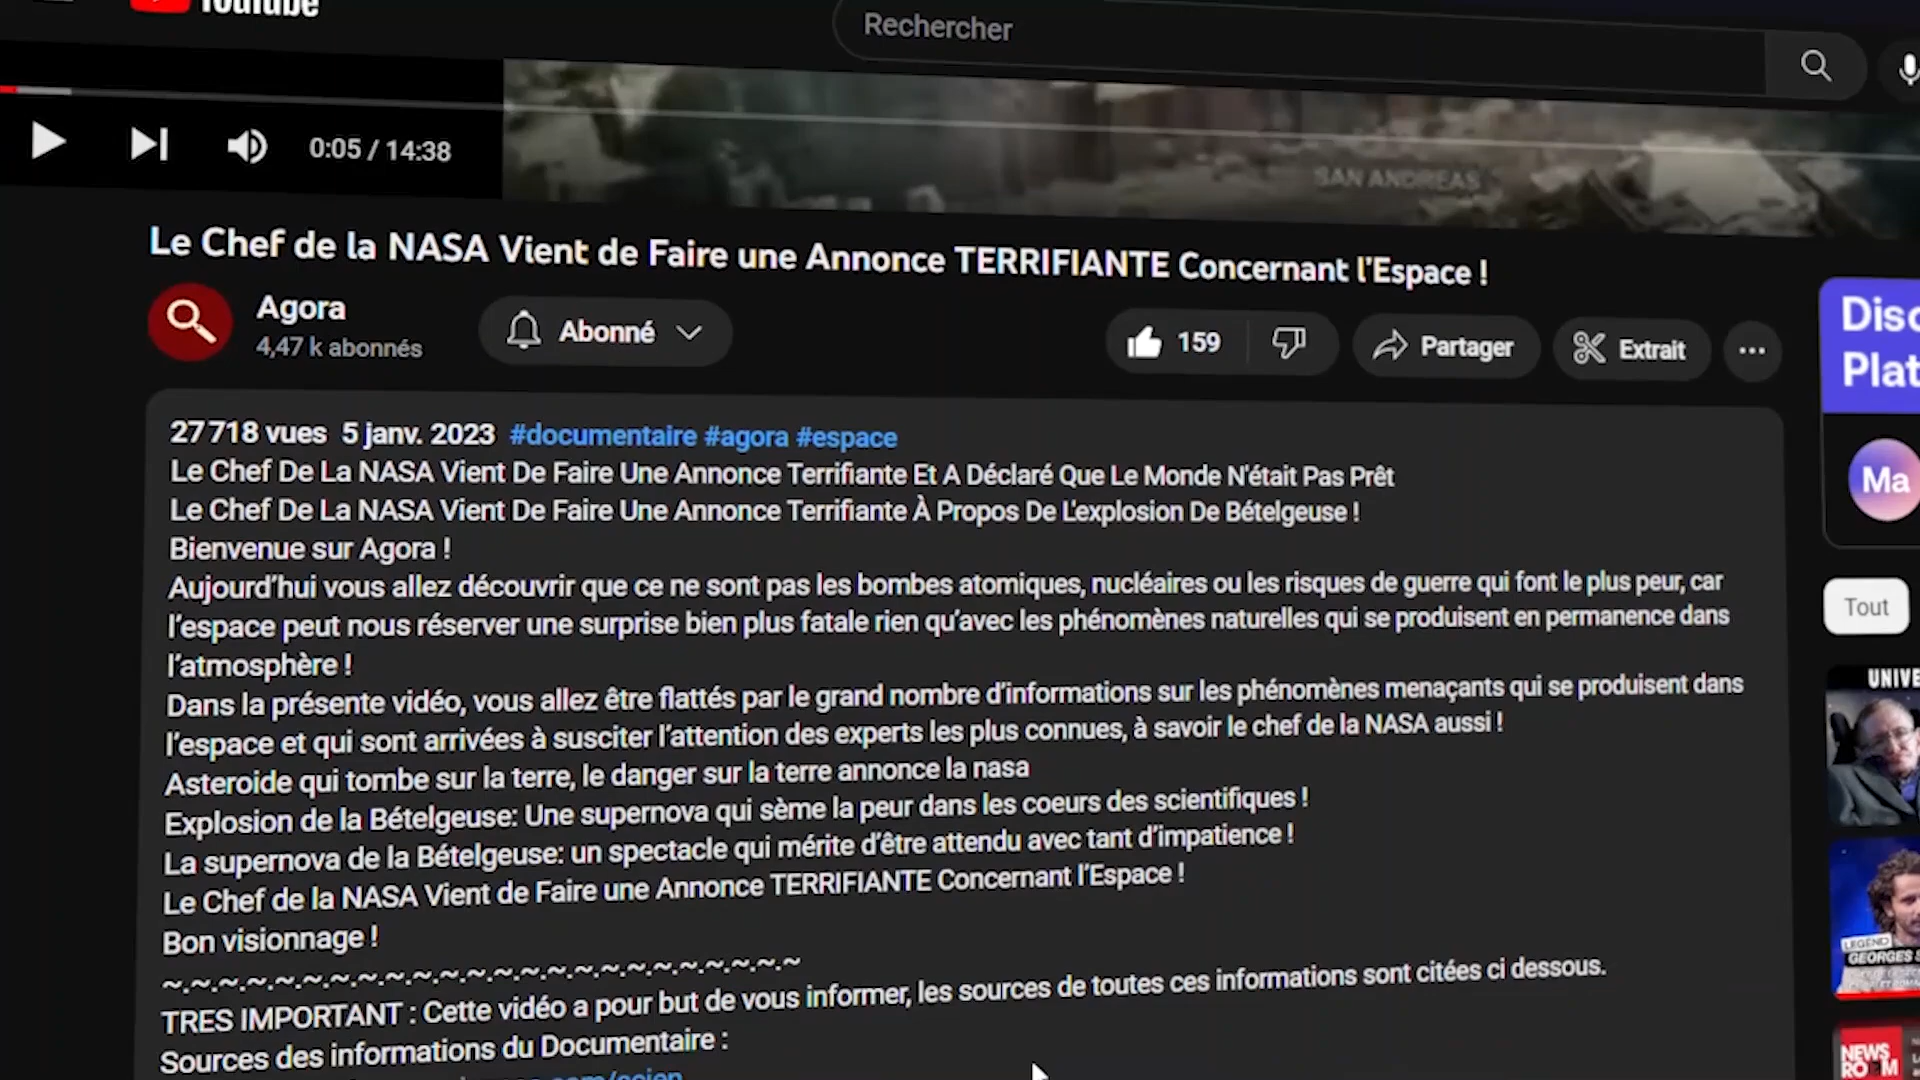 YouTube
Rechercher
0:05 / 14:38
SAN ANDREAS
Le Chef de la NASA Vient de Faire une Annonce TERRIFIANTE Concernant l'Espace !
Agora
4,47 k abonnés
Abonné
159
Partager
Extrait
27 718 vues 5 janv. 2023 #documentaire #agora #espace
Le Chef De La NASA Vient De Faire Une Annonce Terrifiante Et A Déclaré Que Le Monde N'était Pas Prêt
Le Chef De La NASA Vient De Faire Une Annonce Terrifiante À Propos De L'explosion De Bételgeuse !
Bienvenue sur Agora !
Aujourd’hui vous allez découvrir que ce ne sont pas les bombes atomiques, nucléaires ou les risques de guerre qui font le plus peur, car
l’espace peut nous réserver une surprise bien plus fatale rien qu’avec les phénomènes naturelles qui se produisent en permanence dans
l’atmosphère !
Dans la présente vidéo, vous allez être flattés par le grand nombre d’informations sur les phénomènes menaçants qui se produisent dans
l’espace et qui sont arrivées à susciter l’attention des experts les plus connues, à savoir le chef de la NASA aussi !
Asteroide qui tombe sur la terre, le danger sur la terre annonce la nasa
Explosion de la Bételgeuse: Une supernova qui sème la peur dans les coeurs des scientifiques !
La supernova de la Bételgeuse: un spectacle qui mérite d’être attendu avec tant d’impatience !
Le Chef de la NASA Vient de Faire une Annonce TERRIFIANTE Concernant l’Espace !
Bon visionnage !
~.~.~.~.~.~.~.~.~.~.~.~.~.~.~.~.~.~.~.~.~.~.~.~
TRES IMPORTANT : Cette vidéo a pour but de vous informer, les sources de toutes ces informations sont citées ci dessous.
Sources des informations du Documentaire :
Disc
Plat
Ma
Tout
UNIVE
LEGEND
GEORGES S
NEWS
ROOM